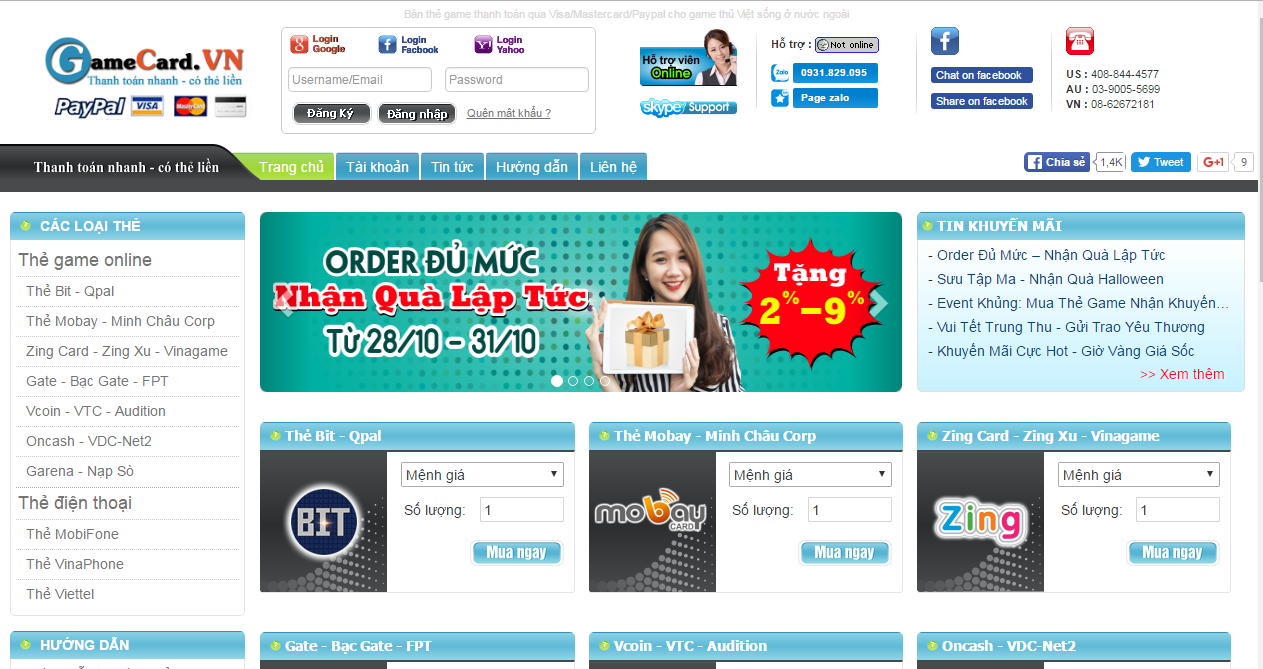 Bán thẻ game thanh toán qua Visa/Mastercard/Paypal cho game thủ Việt sống ở nước ngoài
GameCard.VN
Thanh toán nhanh - có thẻ liền
PayPal VISA MasterCard
Login Google
Login Facbook
Login Yahoo
Username/Email
Password
Đăng Ký
Đăng nhập
Quên mật khẩu ?
Hỗ trợ viên
Online
skype Support
Hỗ trợ : Not online
Zalo 0931.829.095
Page zalo
Chat on facebook
Share on facebook
US : 408-844-4577
AU : 03-9005-5699
VN : 08-62672181
Thanh toán nhanh - có thẻ liền
Trang chủ
Tài khoản
Tin tức
Hướng dẫn
Liên hệ
Chia sẻ
1,4K
Tweet
G+1
9
CÁC LOẠI THẺ
Thẻ game online
Thẻ Bit - Qpal
Thẻ Mobay - Minh Châu Corp
Zing Card - Zing Xu - Vinagame
Gate - Bạc Gate - FPT
Vcoin - VTC - Audition
Oncash - VDC-Net2
Garena - Nạp Sò
Thẻ điện thoại
Thẻ MobiFone
Thẻ VinaPhone
Thẻ Viettel
HƯỚNG DẪN
ORDER ĐỦ MỨC
Nhận Quà Lập Tức
Từ 28/10 - 31/10
Tặng
2%-9%
TIN KHUYẾN MÃI
- Order Đủ Mức – Nhận Quà Lập Tức
- Sưu Tập Ma - Nhận Quà Halloween
- Event Khủng: Mua Thẻ Game Nhận Khuyến...
- Vui Tết Trung Thu - Gửi Trao Yêu Thương
- Khuyến Mãi Cực Hot - Giờ Vàng Giá Sốc
>> Xem thêm
Thẻ Bit - Qpal
BIT
Mệnh giá
Số lượng: 1
Mua ngay
Thẻ Mobay - Minh Châu Corp
mobay
CARD
Mệnh giá
Số lượng: 1
Mua ngay
Zing Card - Zing Xu - Vinagame
Zing
Mệnh giá
Số lượng: 1
Mua ngay
Gate - Bạc Gate - FPT
Vcoin - VTC - Audition
Oncash - VDC-Net2